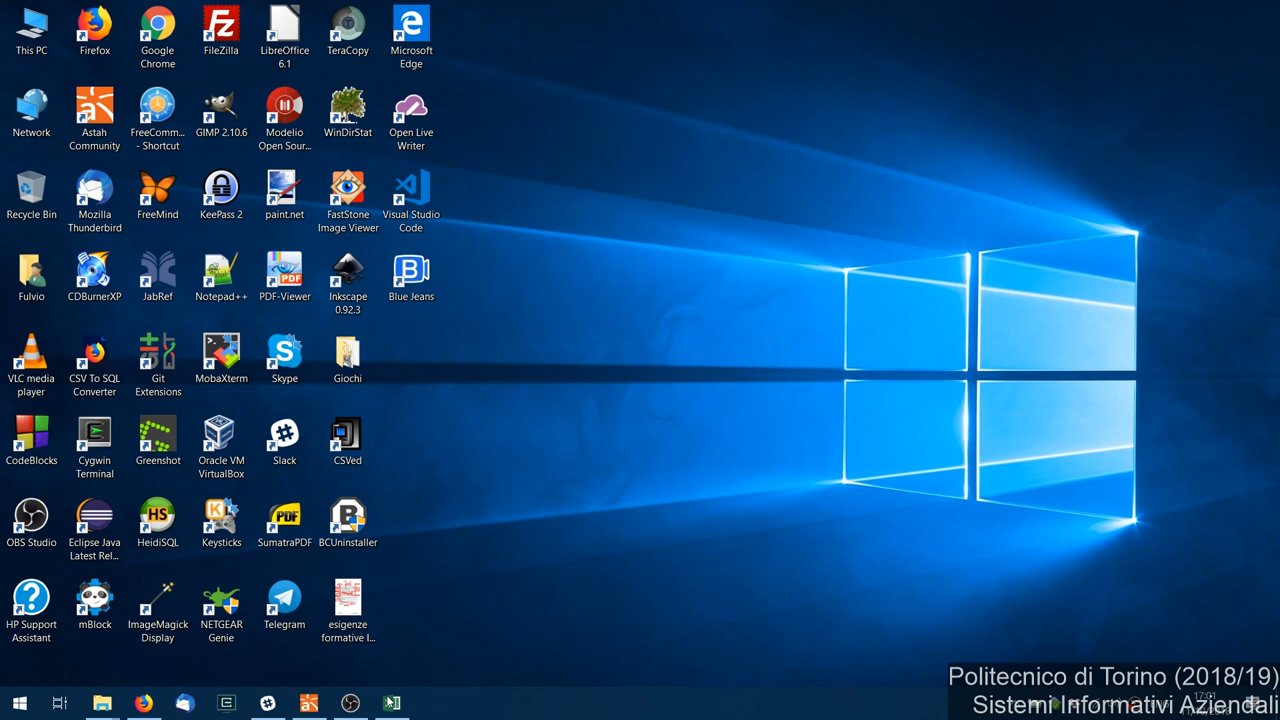 This PC
Firefox
Google
Chrome
FileZilla
LibreOffice
6.1
TeraCopy
Microsoft
Edge
Network
Astah
Community
FreeComm...
- Shortcut
GIMP 2.10.6
Modelio
Open Sour...
WinDirStat
Open Live
Writer
Recycle Bin
Mozilla
Thunderbird
FreeMind
KeePass 2
paint.net
FastStone
Image Viewer
Visual Studio
Code
Fulvio
CDBurnerXP
JabRef
Notepad++
PDF-Viewer
Inkscape
0.92.3
Blue Jeans
VLC media
player
CSV To SQL
Converter
Git
Extensions
MobaXterm
Skype
Giochi
CodeBlocks
Cygwin
Terminal
Greenshot
Oracle VM
VirtualBox
Slack
CSVed
OBS Studio
Eclipse Java
Latest Rel...
HeidiSQL
Keysticks
SumatraPDF
BCUninstaller
HP Support
Assistant
mBlock
ImageMagick
Display
NETGEAR
Genie
Telegram
esigenze
formative I...
Politecnico di Torino (2018/19)
Sistemi Informativi Aziendali
17:01